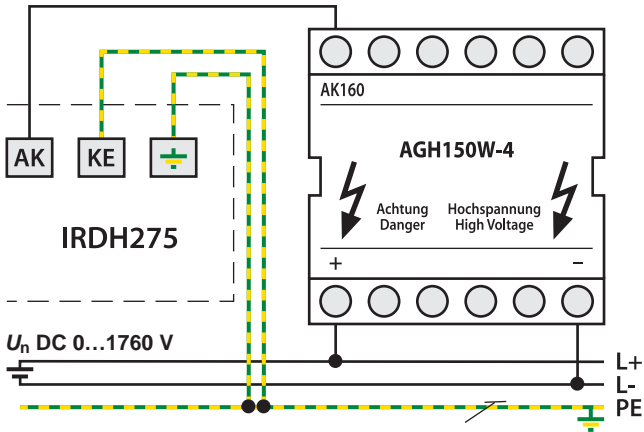 AK160
AK KE
AGH150W-4
Achtung Hochspannung
Danger High Voltage
IRDH275
+ −
Un DC 0...1760 V
L+
L-
PE